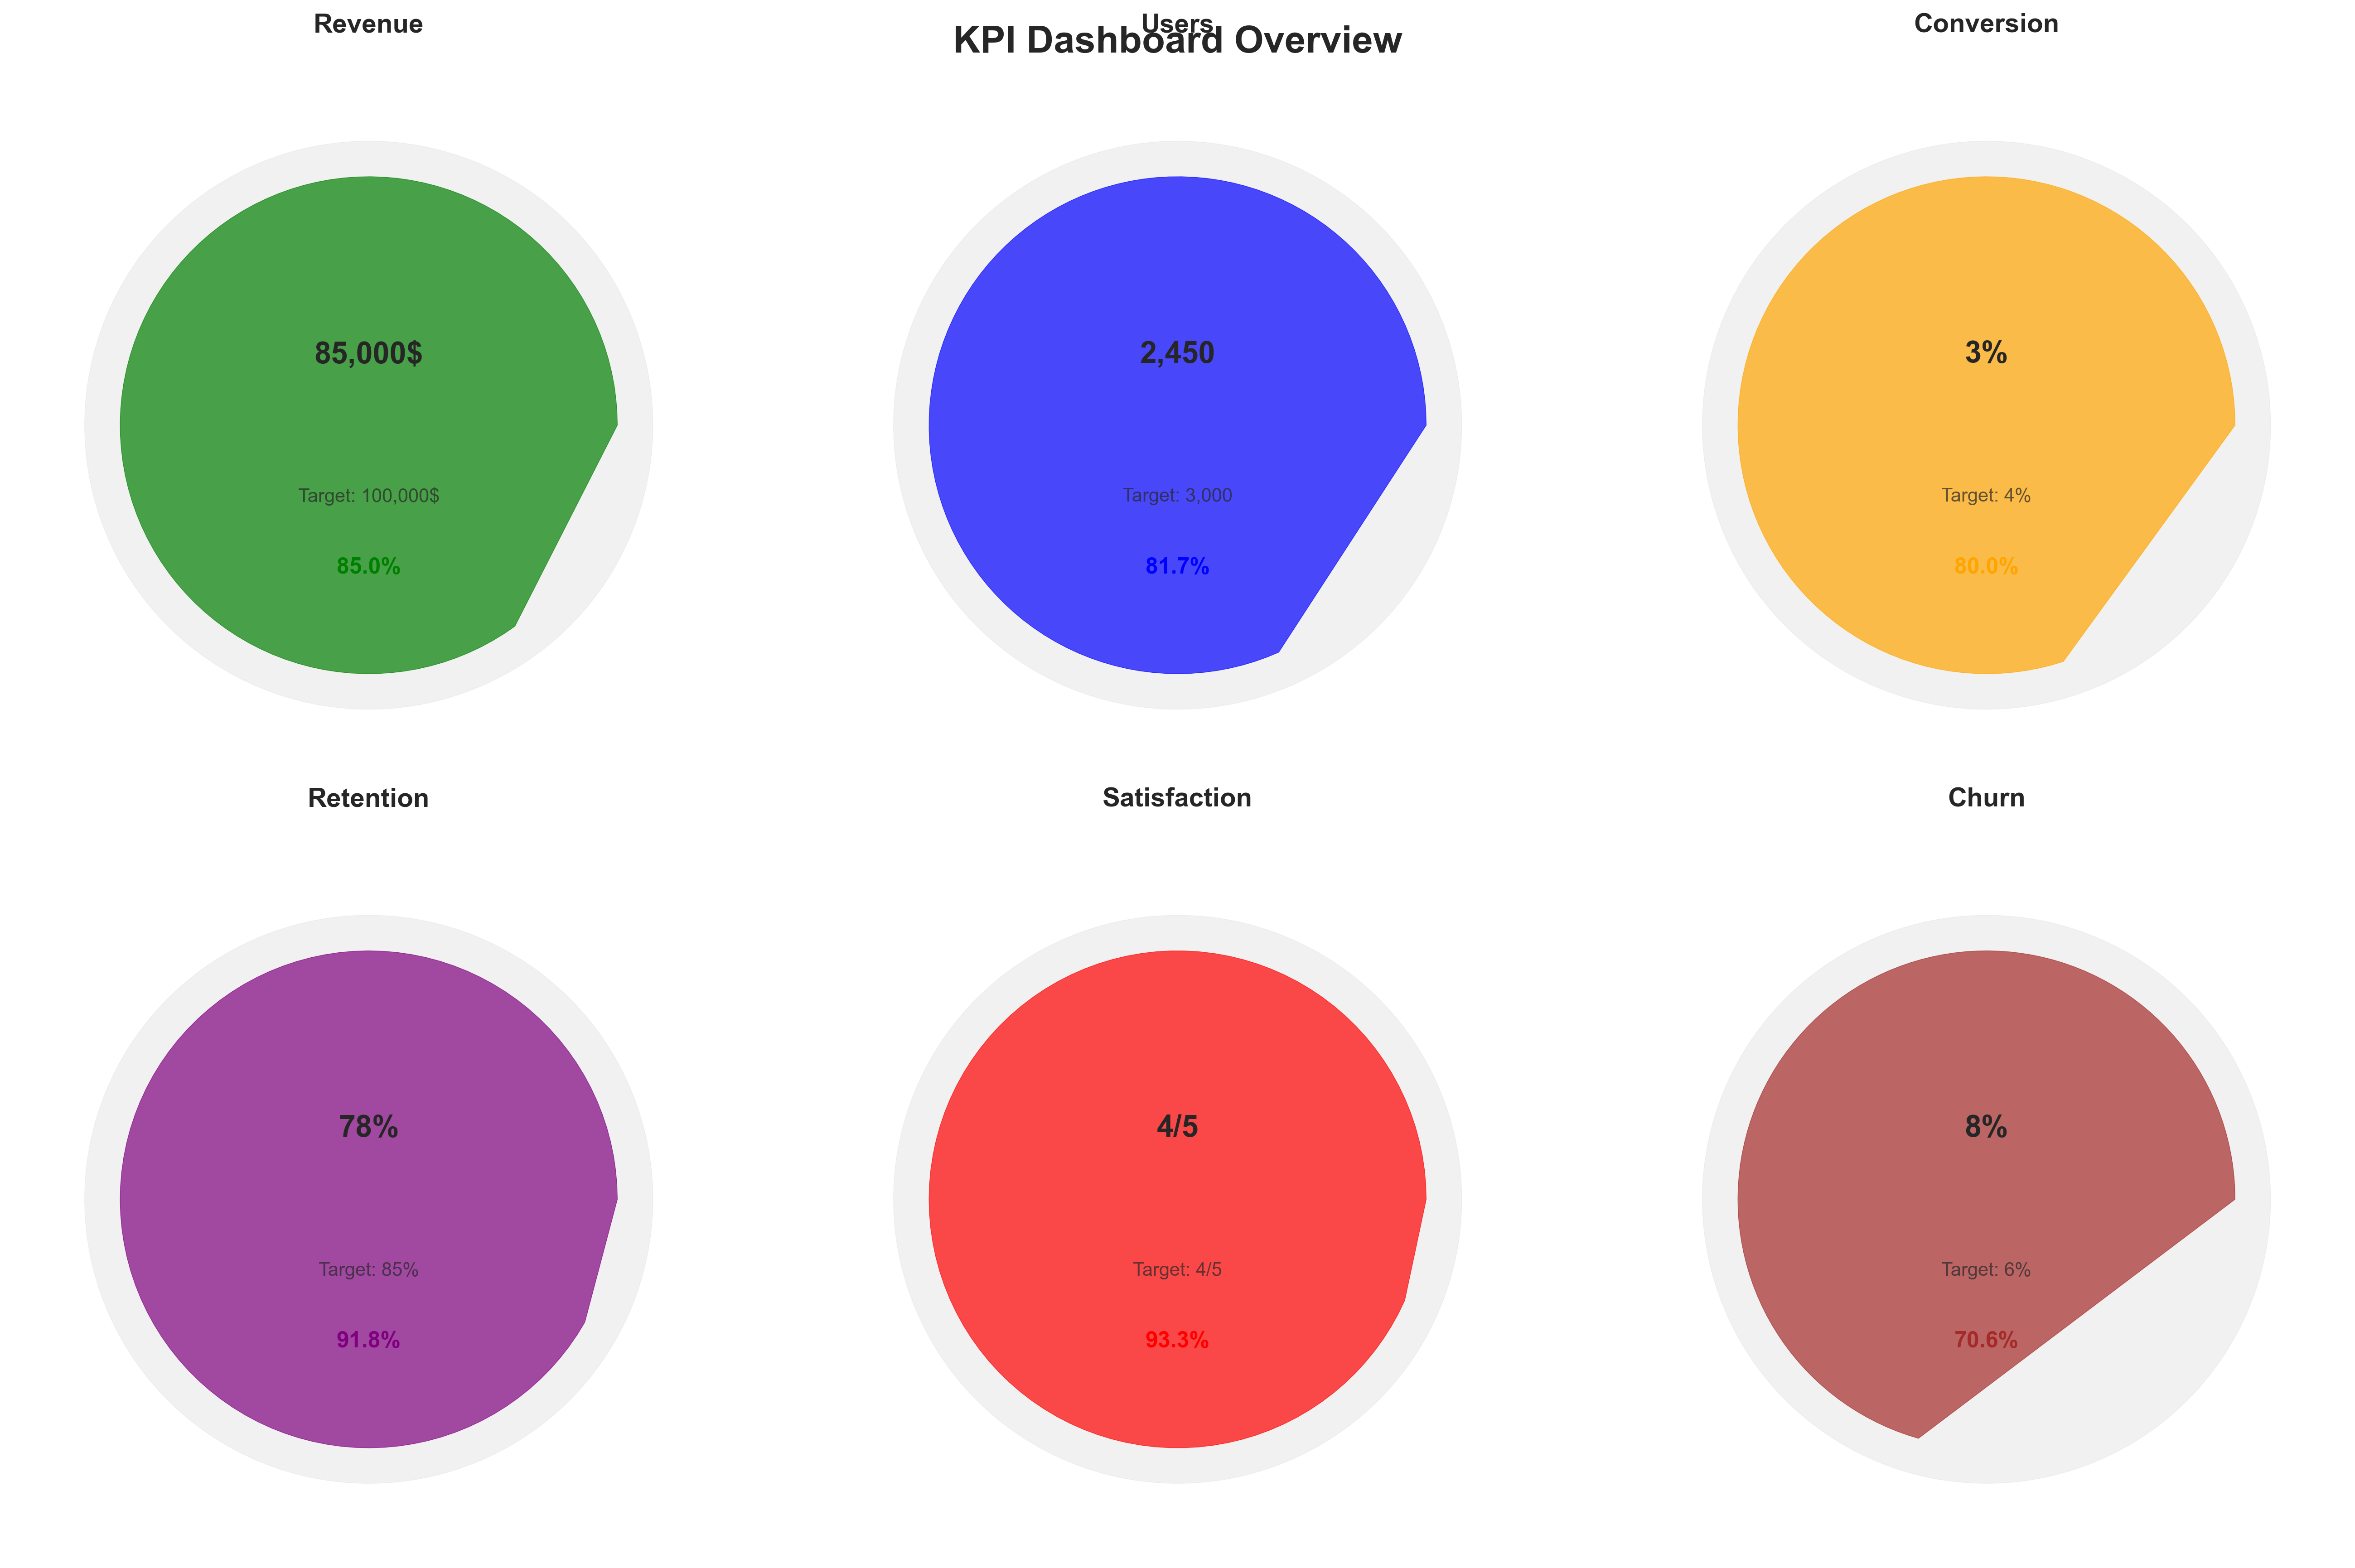 KPI Dashboard Overview
Revenue
85,000$
Target: 100,000$
85.0%
Users
2,450
Target: 3,000
81.7%
Conversion
3%
Target: 4%
80.0%
Retention
78%
Target: 85%
91.8%
Satisfaction
4/5
Target: 4/5
93.3%
Churn
8%
Target: 6%
70.6%